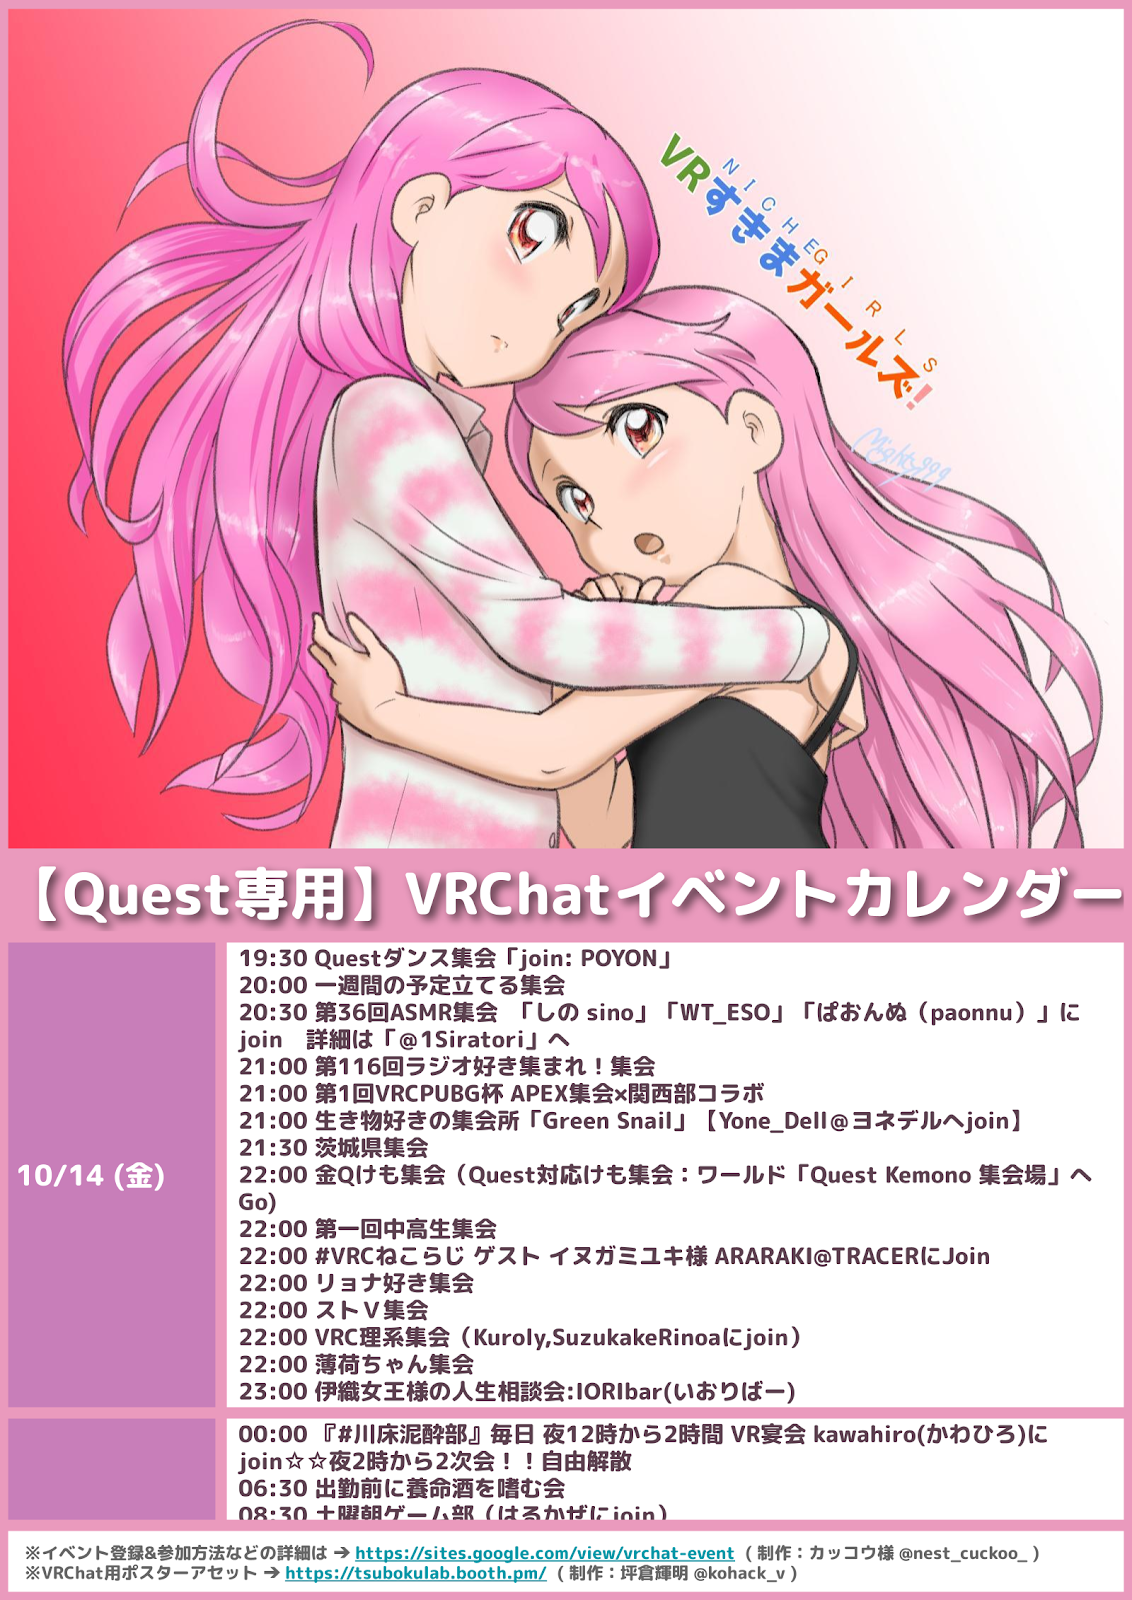 NICHE GIRLS
VRすきまガールズ!
Mighty999
【Quest専用】VRChatイベントカレンダー
10/14 (金)
19:30 Questダンス集会「join: POYON」
20:00 一週間の予定立てる集会
20:30 第36回ASMR集会　「しの sino」「WT_ESO」「ぱおんぬ（paonnu）」に
join　詳細は「@1Siratori」へ
21:00 第116回ラジオ好き集まれ！集会
21:00 第1回VRCPUBG杯 APEX集会×関西部コラボ
21:00 生き物好きの集会所「Green Snail」【Yone_Dell＠ヨネデルへjoin】
21:30 茨城県集会
22:00 金Qけも集会（Quest対応けも集会：ワールド「Quest Kemono 集会場」へ
Go)
22:00 第一回中高生集会
22:00 #VRCねこらじ ゲスト イヌガミユキ様 ARARAKI@TRACERにJoin
22:00 リョナ好き集会
22:00 ストＶ集会
22:00 VRC理系集会（Kuroly,SuzukakeRinoaにjoin）
22:00 薄荷ちゃん集会
23:00 伊織女王様の人生相談会:IORIbar(いおりばー)
00:00 『#川床泥酔部』毎日 夜12時から2時間 VR宴会 kawahiro(かわひろ)に
join☆☆夜2時から2次会！！自由解散
06:30 出勤前に養命酒を嗜む会
08:30 土曜朝ゲーム部（はるかぜにjoin）
※イベント登録&参加方法などの詳細は ➔ https://sites.google.com/view/vrchat-event （ 制作：カッコウ様 @nest_cuckoo_ ）
※VRChat用ポスターアセット ➔ https://tsubokulab.booth.pm/ （ 制作：坪倉輝明 @kohack_v ）